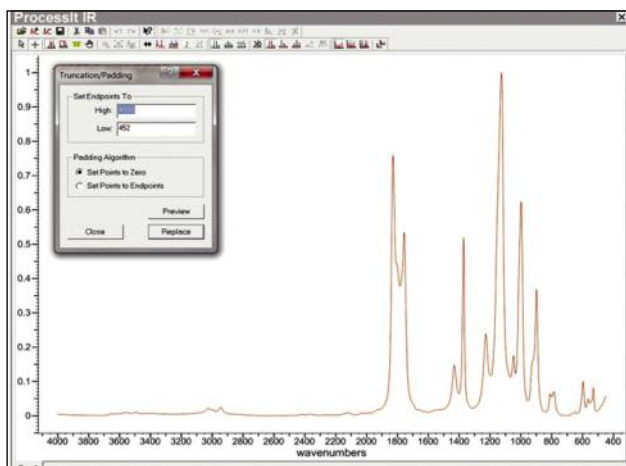 ProcessIt IR
Truncation/Padding
Set Endpoints To
High:
Low: 452
Padding Algorithm
Set Points to Zero
Set Points to Endpoints
Preview
Close Replace
1
0.9
0.8
0.7
0.6
0.5
0.4
0.3
0.2
0.1
0
4000 3800 3600 3400 3200 3000 2800 2600 2400 2200 2000 1800 1600 1400 1200 1000 800 600 400
wavenumbers